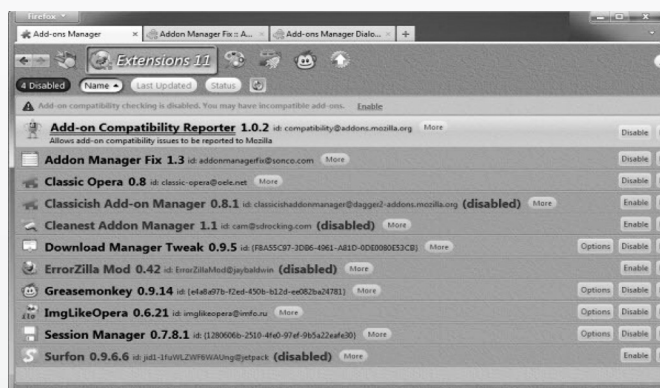 Firefox
Add-ons Manager × Addon Manager Fix :: A... × Add-ons Manager Dialo... × +
Extensions 11
4 Disabled Name ▲ Last Updated Status
Add-on compatibility checking is disabled. You may have incompatible add-ons. Enable
Add-on Compatibility Reporter 1.0.2 id: compatibility@addons.mozilla.org More
Allows add-on compatibility issues to be reported to Mozilla
Disable
Addon Manager Fix 1.3 id: addonmanagerfix@sonco.com More Disable
Classic Opera 0.8 id: classic-opera@oele.net More Disable
Classicish Add-on Manager 0.8.1 id: classicishaddonmanager@dagger2-addons.mozilla.org (disabled) More Enable
Cleanest Addon Manager 1.1 id: cam@sdrocking.com (disabled) More Enable
Download Manager Tweak 0.9.5 id: {F8A55C97-3DB6-4961-A81D-0DE0080E53CB} More Options Disable
ErrorZilla Mod 0.42 id: ErrorZillaMod@jaybaldwin (disabled) More Enable
Greasemonkey 0.9.14 id: {e4a8a97b-f2ed-450b-b12d-ee082ba24781} More Options Disable
ImgLikeOpera 0.6.21 id: imglikeopera@imfo.ru More Options Disable
Session Manager 0.7.8.1 id: {1280606b-2510-4fe0-97ef-9b5a22eafe30} More Options Disable
Surfon 0.9.6.6 id: jid1-1fuWLZWF6WAUng@jetpack (disabled) More Enable